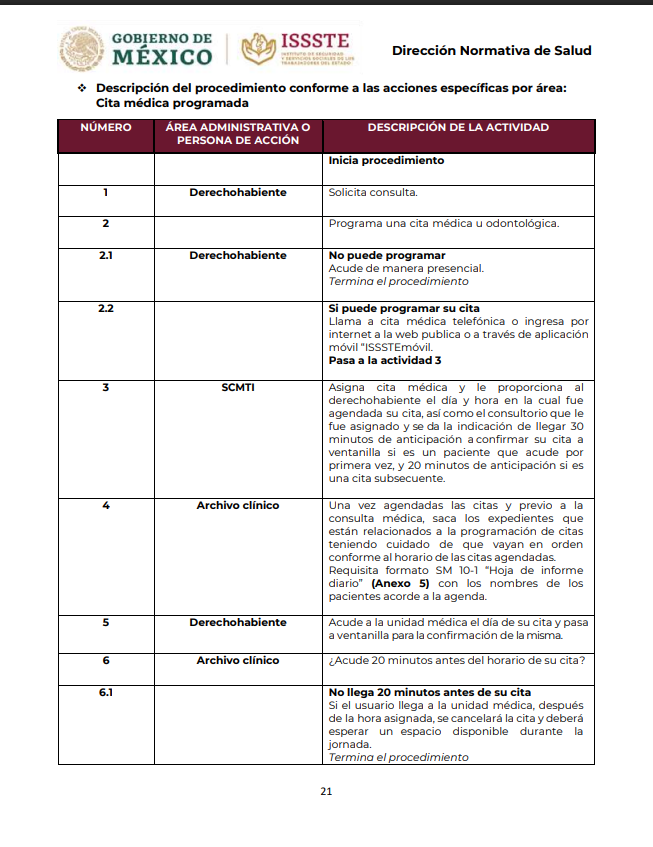 GOBIERNO DE
MÉXICO
ISSSTE
INSTITUTO DE SEGURIDAD
Y SERVICIOS SOCIALES DE LOS
TRABAJADORES DEL ESTADO
Dirección Normativa de Salud
❖ Descripción del procedimiento conforme a las acciones específicas por área:
Cita médica programada
NÚMERO
ÁREA ADMINISTRATIVA O
PERSONA DE ACCIÓN
DESCRIPCIÓN DE LA ACTIVIDAD
Inicia procedimiento
1
Derechohabiente
Solicita consulta.
2
Programa una cita médica u odontológica.
2.1
Derechohabiente
No puede programar
Acude de manera presencial.
Termina el procedimiento
2.2
Si puede programar su cita
Llama a cita médica telefónica o ingresa por
internet a la web publica o a través de aplicación
móvil "ISSSTEmóvil.
Pasa a la actividad 3
3
SCMTI
Asigna cita médica y le proporciona al
derechohabiente el día y hora en la cual fue
agendada su cita, así como el consultorio que le
fue asignado y se da la indicación de llegar 30
minutos de anticipación a confirmar su cita a
ventanilla si es un paciente que acude por
primera vez, y 20 minutos de anticipación si es
una cita subsecuente.
4
Archivo clínico
Una vez agendadas las citas y previo a la
consulta médica, saca los expedientes que
están relacionados a la programación de citas
teniendo cuidado de que vayan en orden
conforme al horario de las citas agendadas.
Requisita formato SM 10-1 "Hoja de informe
diario" (Anexo 5) con los nombres de los
pacientes acorde a la agenda.
5
Derechohabiente
Acude a la unidad médica el día de su cita y pasa
a ventanilla para la confirmación de la misma.
6
Archivo clínico
¿Acude 20 minutos antes del horario de su cita?
6.1
No llega 20 minutos antes de su cita
Si el usuario llega a la unidad médica, después
de la hora asignada, se cancelará la cita y deberá
esperar un espacio disponible durante la
jornada.
Termina el procedimiento
21